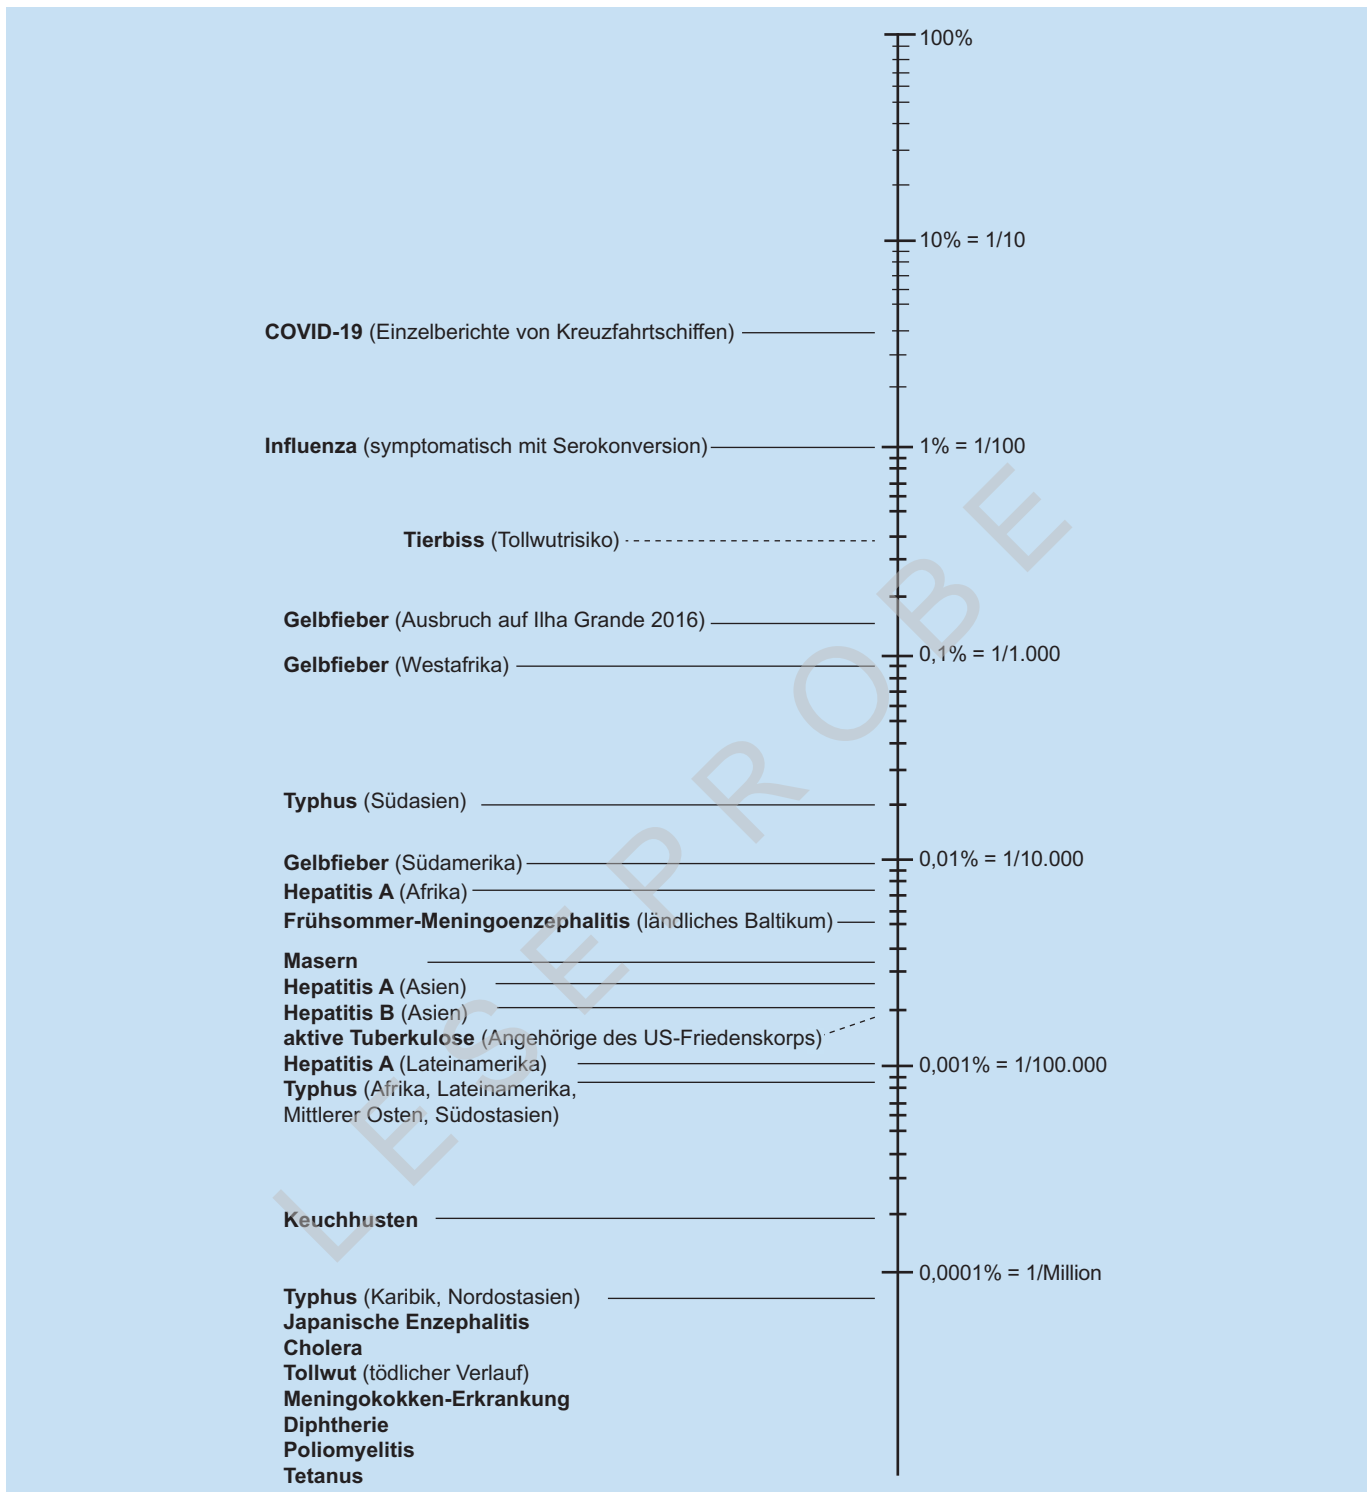 100%
10% = 1/10
COVID-19 (Einzelberichte von Kreuzfahrtschiffen)
Influenza (symptomatisch mit Serokonversion)
1% = 1/100
Tierbiss (Tollwutrisiko)
Gelbfieber (Ausbruch auf Ilha Grande 2016)
0,1% = 1/1.000
Gelbfieber (Westafrika)
Typhus (Südasien)
0,01% = 1/10.000
Gelbfieber (Südamerika)
Hepatitis A (Afrika)
Frühsommer-Meningoenzephalitis (ländliches Baltikum)
Masern
Hepatitis A (Asien)
Hepatitis B (Asien)
aktive Tuberkulose (Angehörige des US-Friedenskorps)
Hepatitis A (Lateinamerika)
0,001% = 1/100.000
Typhus (Afrika, Lateinamerika,
Mittlerer Osten, Südostasien)
Keuchhusten
0,0001% = 1/Million
Typhus (Karibik, Nordostasien)
Japanische Enzephalitis
Cholera
Tollwut (tödlicher Verlauf)
Meningokokken-Erkrankung
Diphtherie
Poliomyelitis
Tetanus
LESEPROBE